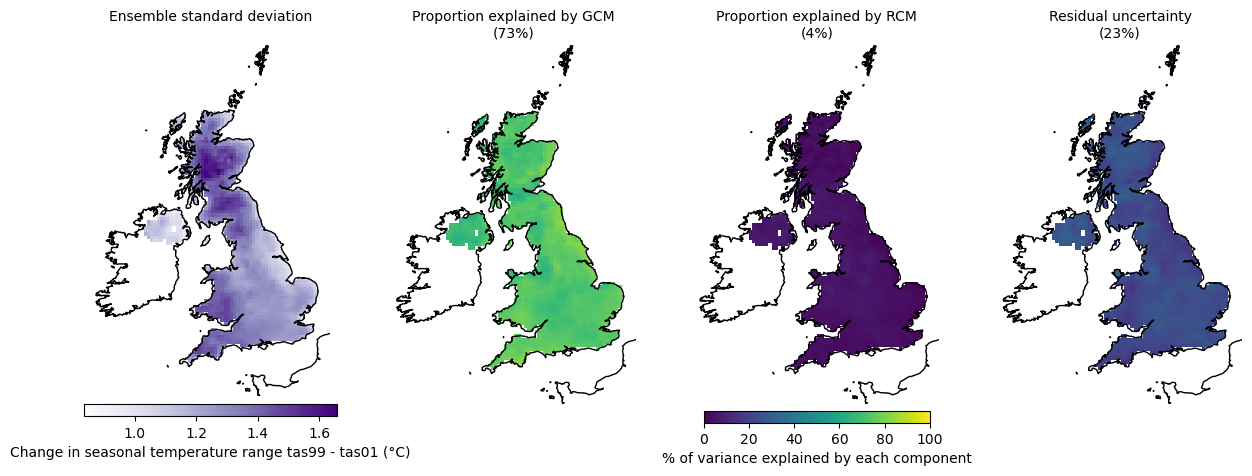 Ensemble standard deviation
Proportion explained by GCM
(73%)
Proportion explained by RCM
(4%)
Residual uncertainty
(23%)
1.0 1.2 1.4 1.6
Change in seasonal temperature range tas99 - tas01 (°C)
0 20 40 60 80 100
% of variance explained by each component